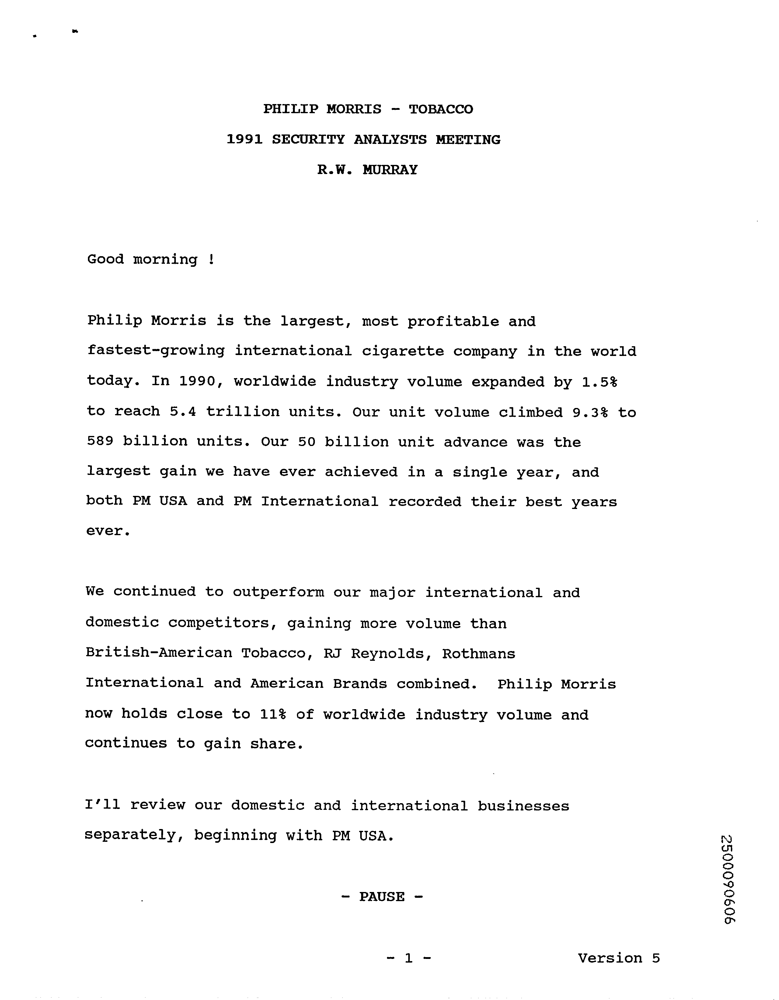 PHILIP MORRIS - TOBACCO
1991 SECURITY ANALYSTS MEETING
R.W. MURRAY
Good morning !
Philip Morris is the largest, most profitable and
fastest-growing international cigarette company in the world
today. In 1990, worldwide industry volume expanded by 1.5%
to reach 5.4 trillion units. Our unit volume climbed 9.3% to
589 billion units. Our 50 billion unit advance was the
largest gain we have ever achieved in a single year, and
both PM USA and PM International recorded their best years
ever.
We continued to outperform our major international and
domestic competitors, gaining more volume than
British-American Tobacco, RJ Reynolds, Rothmans
International and American Brands combined.  Philip Morris
now holds close to 11% of worldwide industry volume and
continues to gain share.
I'll review our domestic and international businesses
separately, beginning with PM USA.
- PAUSE -
- 1 -
Version 5
2500090606